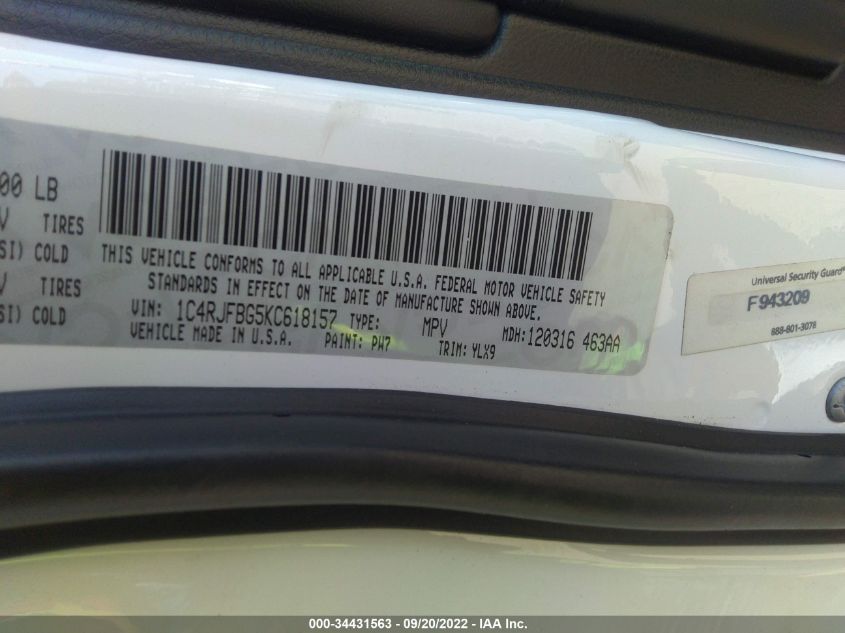 00 LB
V TIRES
SI) COLD
V TIRES
SI) COLD
THIS VEHICLE CONFORMS TO ALL APPLICABLE U.S.A. FEDERAL MOTOR VEHICLE SAFETY
STANDARDS IN EFFECT ON THE DATE OF MANUFACTURE SHOWN ABOVE.
VIN: 1C4RJFBG5KC618157 TYPE: MPV MDH:120316 463AA
VEHICLE MADE IN U.S.A. PAINT: PW7 TRIM: YLX9
Universal Security Guard®
F943209
888-801-3078
000-34431563 - 09/20/2022 - IAA Inc.